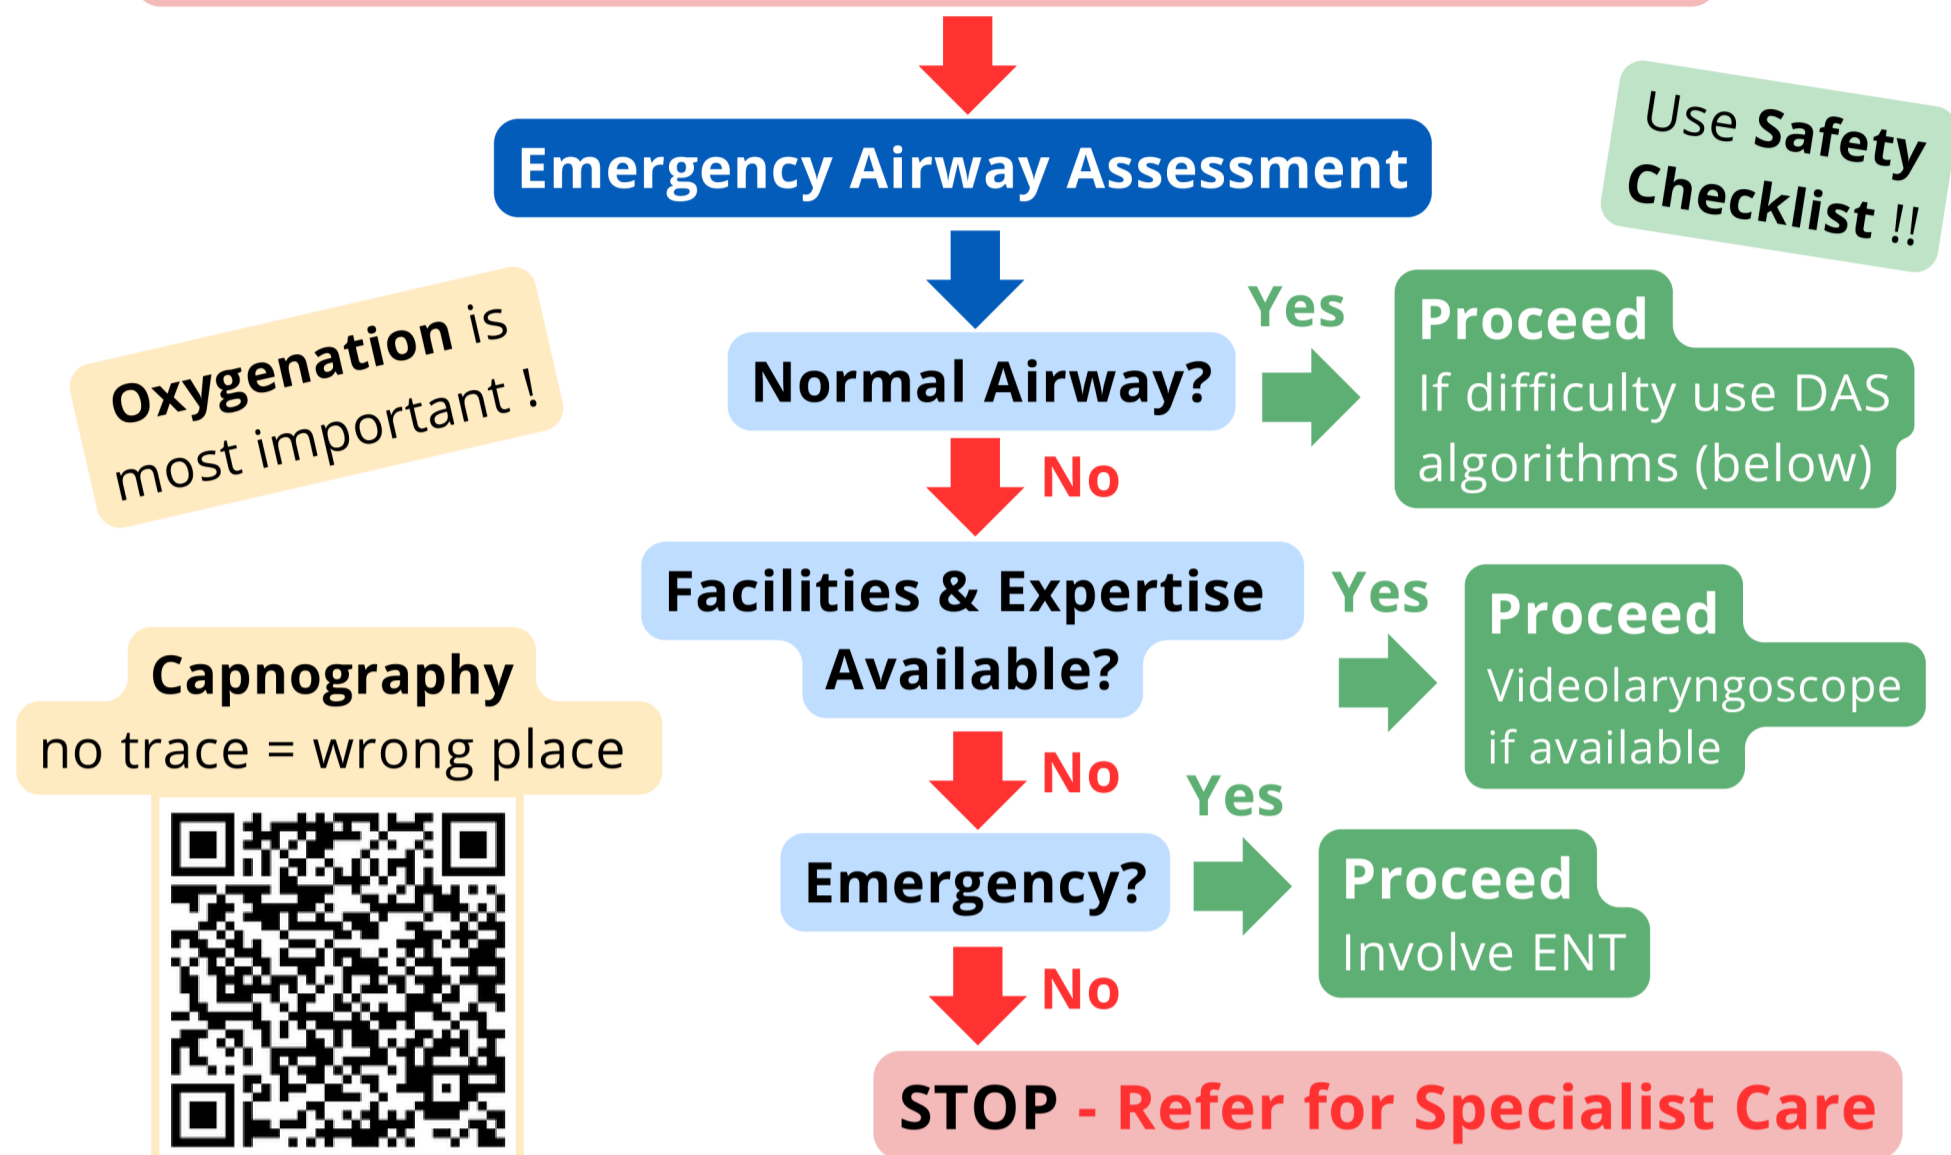 Emergency Airway Assessment
Use Safety
Checklist !!
Oxygenation is
most important !
Normal Airway?
Yes
Proceed
If difficulty use DAS
algorithms (below)
No
Facilities & Expertise
Available?
Yes
Proceed
Videolaryngoscope
if available
Capnography
no trace = wrong place
No
Emergency?
Yes
Proceed
Involve ENT
No
STOP - Refer for Specialist Care